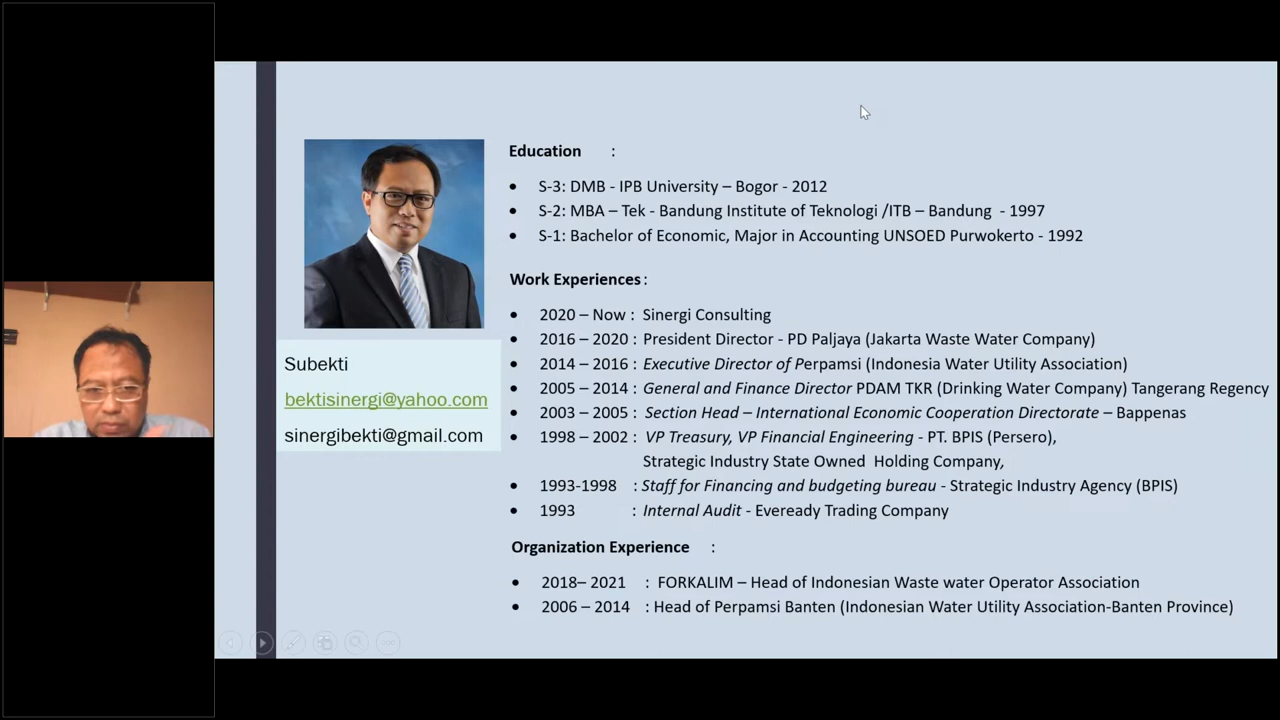 Education :
• S-3: DMB - IPB University – Bogor - 2012
• S-2: MBA – Tek - Bandung Institute of Teknologi /ITB – Bandung - 1997
• S-1: Bachelor of Economic, Major in Accounting UNSOED Purwokerto - 1992
Work Experiences :
• 2020 – Now : Sinergi Consulting
• 2016 – 2020 : President Director - PD Paljaya (Jakarta Waste Water Company)
• 2014 – 2016 : Executive Director of Perpamsi (Indonesia Water Utility Association)
• 2005 – 2014 : General and Finance Director PDAM TKR (Drinking Water Company) Tangerang Regency
• 2003 – 2005 : Section Head – International Economic Cooperation Directorate – Bappenas
• 1998 – 2002 : VP Treasury, VP Financial Engineering - PT. BPIS (Persero),
Strategic Industry State Owned Holding Company,
• 1993-1998 : Staff for Financing and budgeting bureau - Strategic Industry Agency (BPIS)
• 1993 : Internal Audit - Eveready Trading Company
Organization Experience :
• 2018– 2021 : FORKALIM – Head of Indonesian Waste water Operator Association
• 2006 – 2014 : Head of Perpamsi Banten (Indonesian Water Utility Association-Banten Province)
Subekti
bektisinergi@yahoo.com
sinergibekti@gmail.com